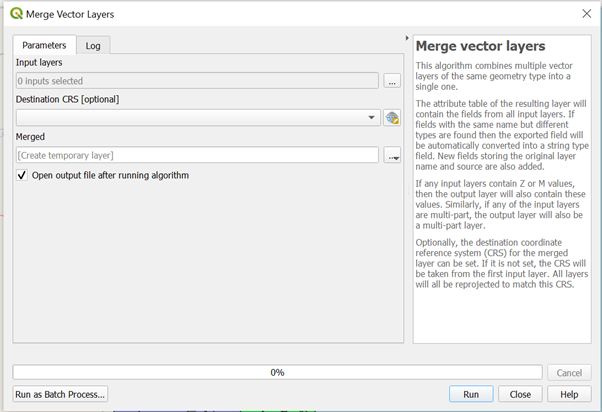 Merge Vector Layers
Parameters
Log
Input layers
0 inputs selected
...
Destination CRS [optional]
Merged
[Create temporary layer]
...
Open output file after running algorithm
Merge vector layers
This algorithm combines multiple vector
layers of the same geometry type into a
single one.
The attribute table of the resulting layer will
contain the fields from all input layers. If
fields with the same name but different
types are found then the exported field will
be automatically converted into a string type
field. New fields storing the original layer
name and source are also added.
If any input layers contain Z or M values,
then the output layer will also contain these
values. Similarly, if any of the input layers
are multi-part, the output layer will also be
a multi-part layer.
Optionally, the destination coordinate
reference system (CRS) for the merged
layer can be set. If it is not set, the CRS will
be taken from the first input layer. All layers
will all be reprojected to match this CRS.
0%
Cancel
Run as Batch Process...
Run
Close
Help